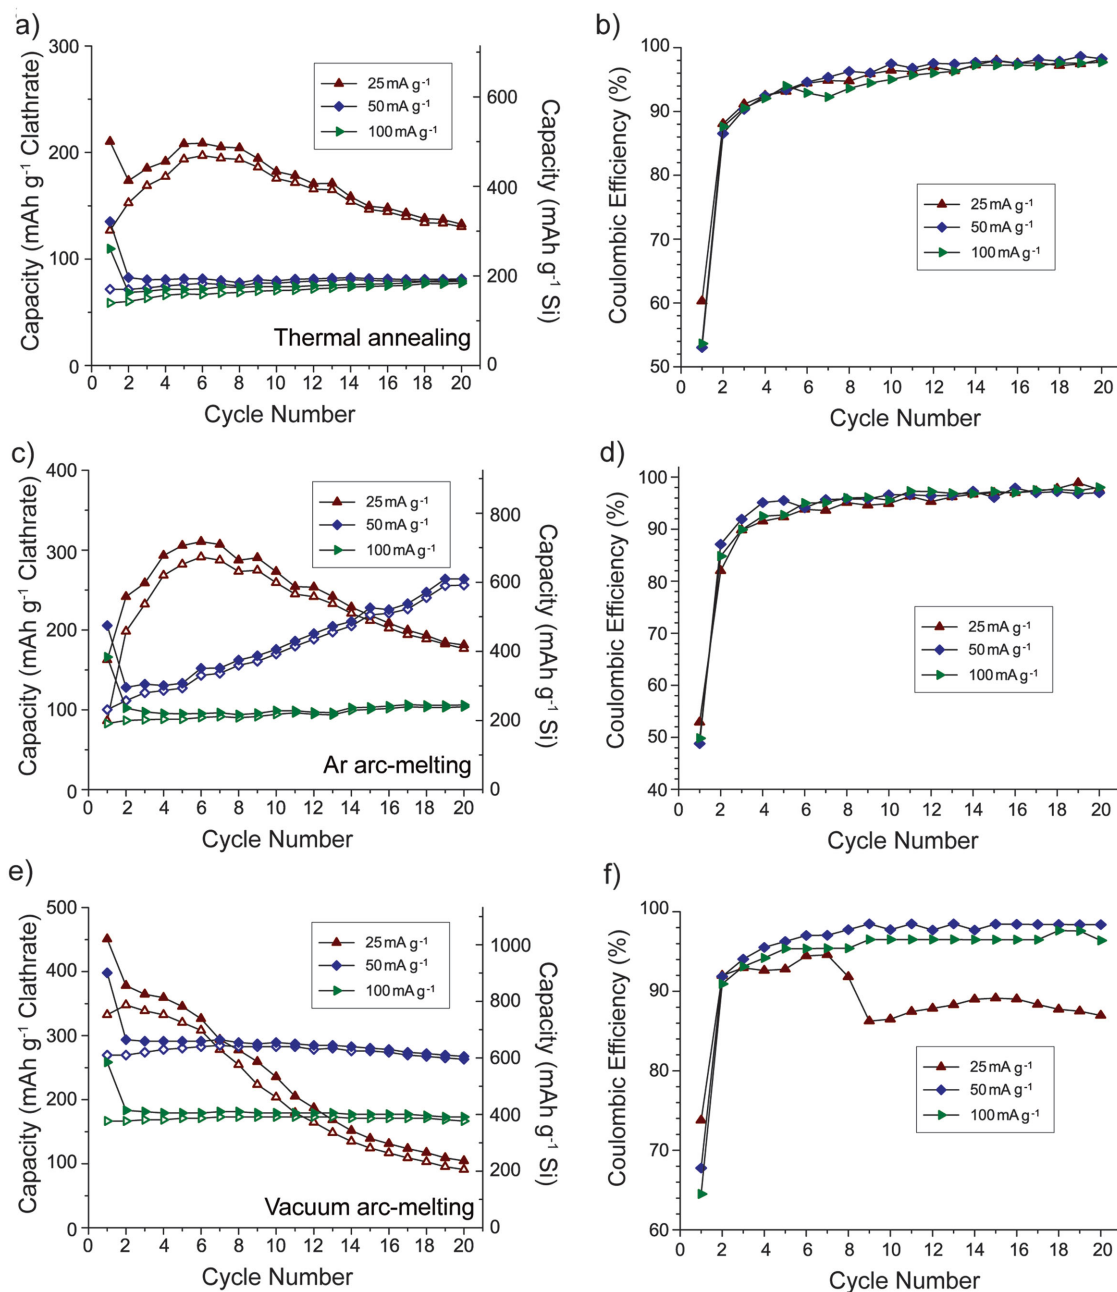 a)
300
200
100
0
Capacity (mAh g⁻¹ Clathrate)
25 mA g⁻¹
50 mA g⁻¹
100 mA g⁻¹
600
400
200
0
Capacity (mAh g⁻¹ Si)
Thermal annealing
0 2 4 6 8 10 12 14 16 18 20
Cycle Number
b)
100
90
80
70
60
50
Coulombic Efficiency (%)
25 mA g⁻¹
50 mA g⁻¹
100 mA g⁻¹
0 2 4 6 8 10 12 14 16 18 20
Cycle Number
c)
400
300
200
100
0
Capacity (mAh g⁻¹ Clathrate)
25 mA g⁻¹
50 mA g⁻¹
100 mA g⁻¹
800
600
400
200
0
Capacity (mAh g⁻¹ Si)
Ar arc-melting
0 2 4 6 8 10 12 14 16 18 20
Cycle Number
d)
100
90
80
70
60
50
40
Coulombic Efficiency (%)
25 mA g⁻¹
50 mA g⁻¹
100 mA g⁻¹
0 2 4 6 8 10 12 14 16 18 20
Cycle Number
e)
500
400
300
200
100
0
Capacity (mAh g⁻¹ Clathrate)
25 mA g⁻¹
50 mA g⁻¹
100 mA g⁻¹
1000
800
600
400
200
0
Capacity (mAh g⁻¹ Si)
Vacuum arc-melting
0 2 4 6 8 10 12 14 16 18 20
Cycle Number
f)
100
90
80
70
60
Coulombic Efficiency (%)
25 mA g⁻¹
50 mA g⁻¹
100 mA g⁻¹
0 2 4 6 8 10 12 14 16 18 20
Cycle Number